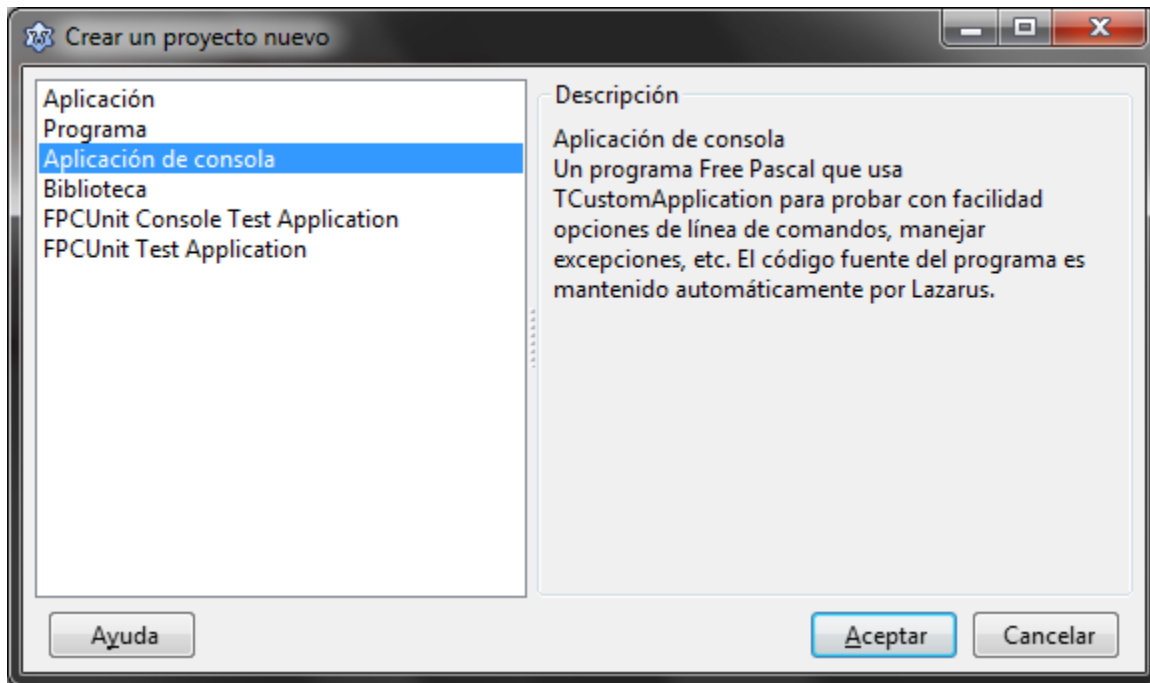 Crear un proyecto nuevo
Aplicación
Programa
Aplicación de consola
Biblioteca
FPCUnit Console Test Application
FPCUnit Test Application
Descripción
Aplicación de consola
Un programa Free Pascal que usa
TCustomApplication para probar con facilidad
opciones de línea de comandos, manejar
excepciones, etc. El código fuente del programa es
mantenido automáticamente por Lazarus.
Ayuda
Aceptar
Cancelar